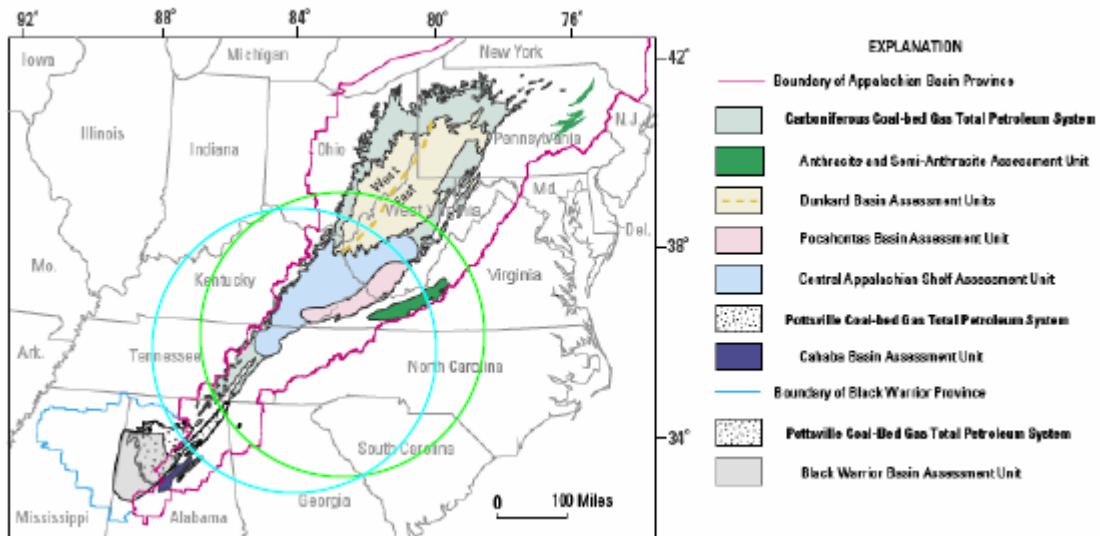 92° 88° 84° 80° 76°
Iowa
Michigan
New York
42°
Illinois
Indiana
Ohio
Pennsylvania
N.J.
West
East
Md.
West Virginia
Del.
38°
Mo.
Kentucky
Virginia
Ark.
Tennessee
North Carolina
34°
South Carolina
0 100 Miles
Mississippi
Alabama
Georgia
EXPLANATION
Boundary of Appalachian Basin Province
Carboniferous Coal-bed Gas Total Petroleum System
Anthracite and Semi-Anthracite Assessment Unit
Dunkard Basin Assessment Units
Pocahontas Basin Assessment Unit
Central Appalachian Shelf Assessment Unit
Pottsville Coal-bed Gas Total Petroleum System
Cahaba Basin Assessment Unit
Boundary of Black Warrior Province
Pottsville Coal-Bed Gas Total Petroleum System
Black Warrior Basin Assessment Unit